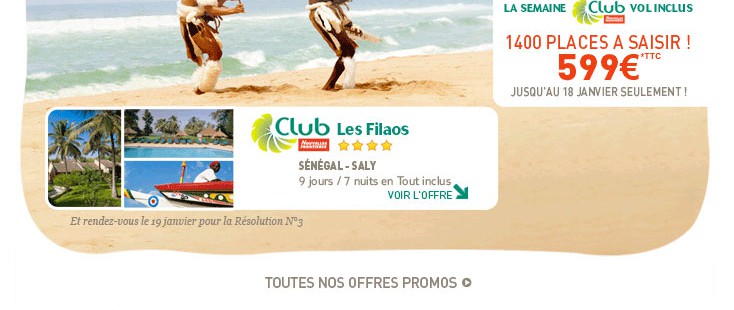 LA SEMAINE Club VOL INCLUS
1400 PLACES A SAISIR !
599€*TTC
JUSQU'AU 18 JANVIER SEULEMENT !
Club Les Filaos
SÉNÉGAL - SALY
9 jours / 7 nuits en Tout inclus
VOIR L'OFFRE
Et rendez-vous le 19 janvier pour la Résolution N°3
TOUTES NOS OFFRES PROMOS